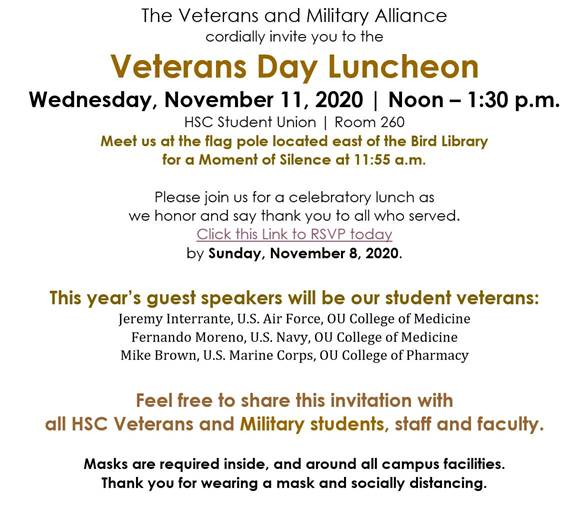 The Veterans and Military Alliance
cordially invite you to the
Veterans Day Luncheon
Wednesday, November 11, 2020 | Noon – 1:30 p.m.
HSC Student Union | Room 260
Meet us at the flag pole located east of the Bird Library
for a Moment of Silence at 11:55 a.m.
Please join us for a celebratory lunch as
we honor and say thank you to all who served.
Click this Link to RSVP today
by Sunday, November 8, 2020.
This year’s guest speakers will be our student veterans:
Jeremy Interrante, U.S. Air Force, OU College of Medicine
Fernando Moreno, U.S. Navy, OU College of Medicine
Mike Brown, U.S. Marine Corps, OU College of Pharmacy
Feel free to share this invitation with
all HSC Veterans and Military students, staff and faculty.
Masks are required inside, and around all campus facilities.
Thank you for wearing a mask and socially distancing.